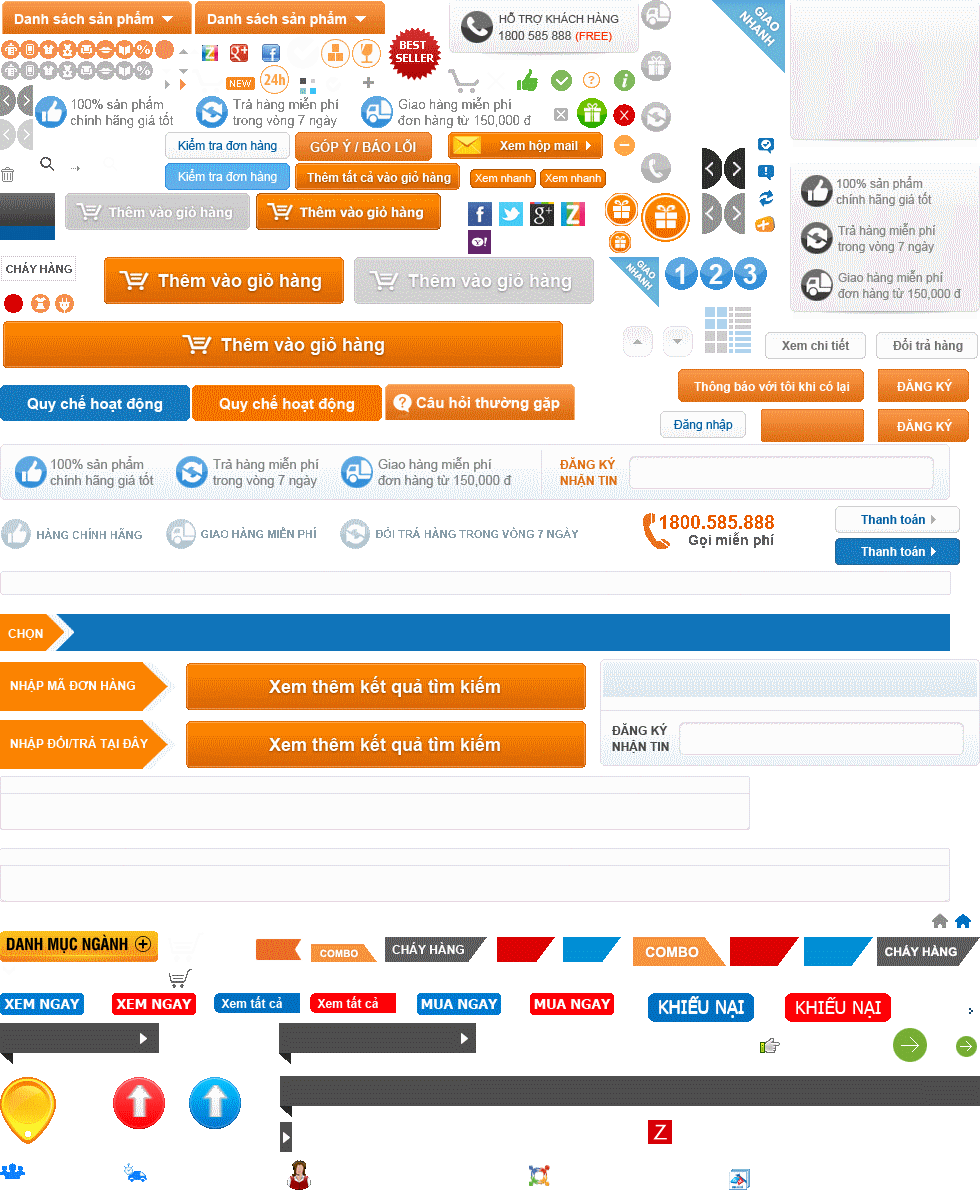 Danh sách sản phẩm
Danh sách sản phẩm
HỖ TRỢ KHÁCH HÀNG
1800 585 888 (FREE)
GIAO
NHANH
BEST
SELLER
%
%
NEW
24h
100% sản phẩm
chính hãng giá tốt
Trả hàng miễn phí
trong vòng 7 ngày
Giao hàng miễn phí
đơn hàng từ 150,000 đ
Kiểm tra đơn hàng
GÓP Ý / BÁO LỖI
Xem hộp mail
Kiểm tra đơn hàng
Thêm tất cả vào giỏ hàng
Xem nhanh
Xem nhanh
100% sản phẩm
chính hãng giá tốt
Trả hàng miễn phí
trong vòng 7 ngày
Giao hàng miễn phí
đơn hàng từ 150,000 đ
Thêm vào giỏ hàng
Thêm vào giỏ hàng
CHÁY HÀNG
Thêm vào giỏ hàng
Thêm vào giỏ hàng
GIAO
NHANH
1 2 3
Thêm vào giỏ hàng
Xem chi tiết
Đổi trả hàng
Thông báo với tôi khi có lại
ĐĂNG KÝ
Quy chế hoạt động
Quy chế hoạt động
Câu hỏi thường gặp
Đăng nhập
ĐĂNG KÝ
100% sản phẩm
chính hãng giá tốt
Trả hàng miễn phí
trong vòng 7 ngày
Giao hàng miễn phí
đơn hàng từ 150,000 đ
ĐĂNG KÝ
NHẬN TIN
HÀNG CHÍNH HÃNG
GIAO HÀNG MIỄN PHÍ
ĐỔI TRẢ HÀNG TRONG VÒNG 7 NGÀY
1800.585.888
Gọi miễn phí
Thanh toán
Thanh toán
CHỌN
NHẬP MÃ ĐƠN HÀNG
Xem thêm kết quả tìm kiếm
NHẬP ĐỔI/TRẢ TẠI ĐÂY
Xem thêm kết quả tìm kiếm
ĐĂNG KÝ
NHẬN TIN
DANH MỤC NGÀNH
COMBO
CHÁY HÀNG
COMBO
CHÁY HÀNG
XEM NGAY
XEM NGAY
Xem tất cả
Xem tất cả
MUA NGAY
MUA NGAY
KHIẾU NẠI
KHIẾU NẠI
Z